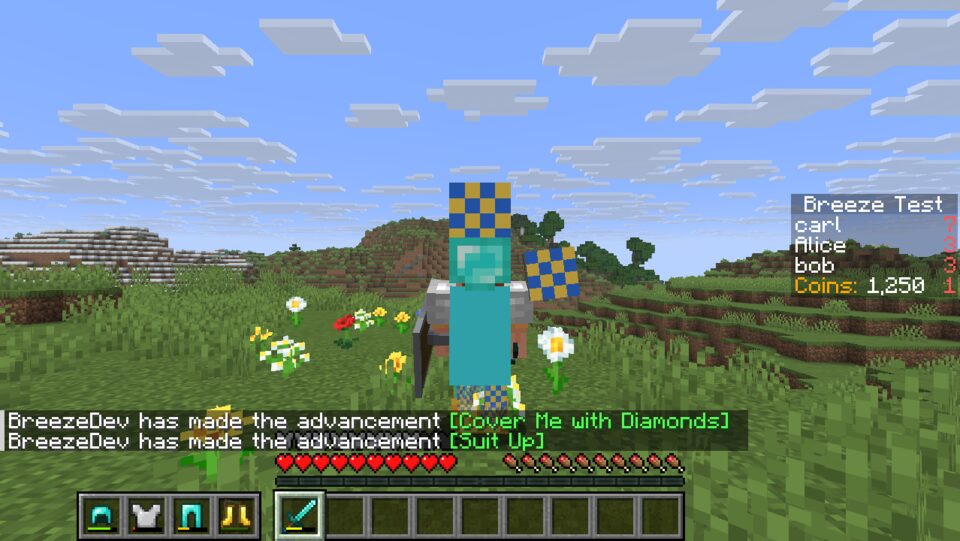 Breeze Test
carl 7
Alice 3
bob 3
Coins: 1,250 1
BreezeDev has made the advancement [Cover Me with Diamonds]
BreezeDev has made the advancement [Suit Up]